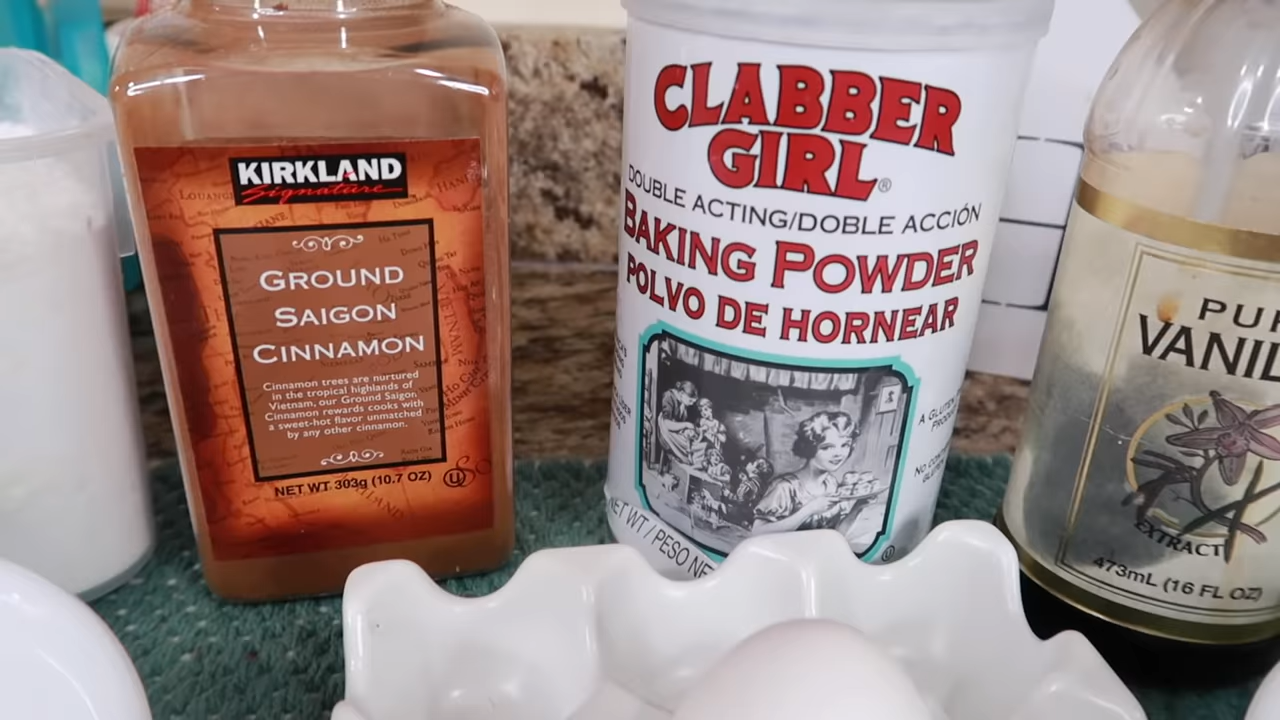 KIRKLAND
Signature
GROUND
SAIGON
CINNAMON
Cinnamon trees are nurtured
in the tropical highlands of
Vietnam, our Ground Saigon
Cinnamon rewards cooks with
a sweet-hot flavor unmatched
by any other cinnamon.
NET WT 303g (10.7 OZ)
CLABBER
GIRL®
DOUBLE ACTING/DOBLE ACCIÓN
BAKING POWDER
POLVO DE HORNEAR
NET WT / PESO NE
VANIL
EXTRACT
473mL (16 FL OZ)